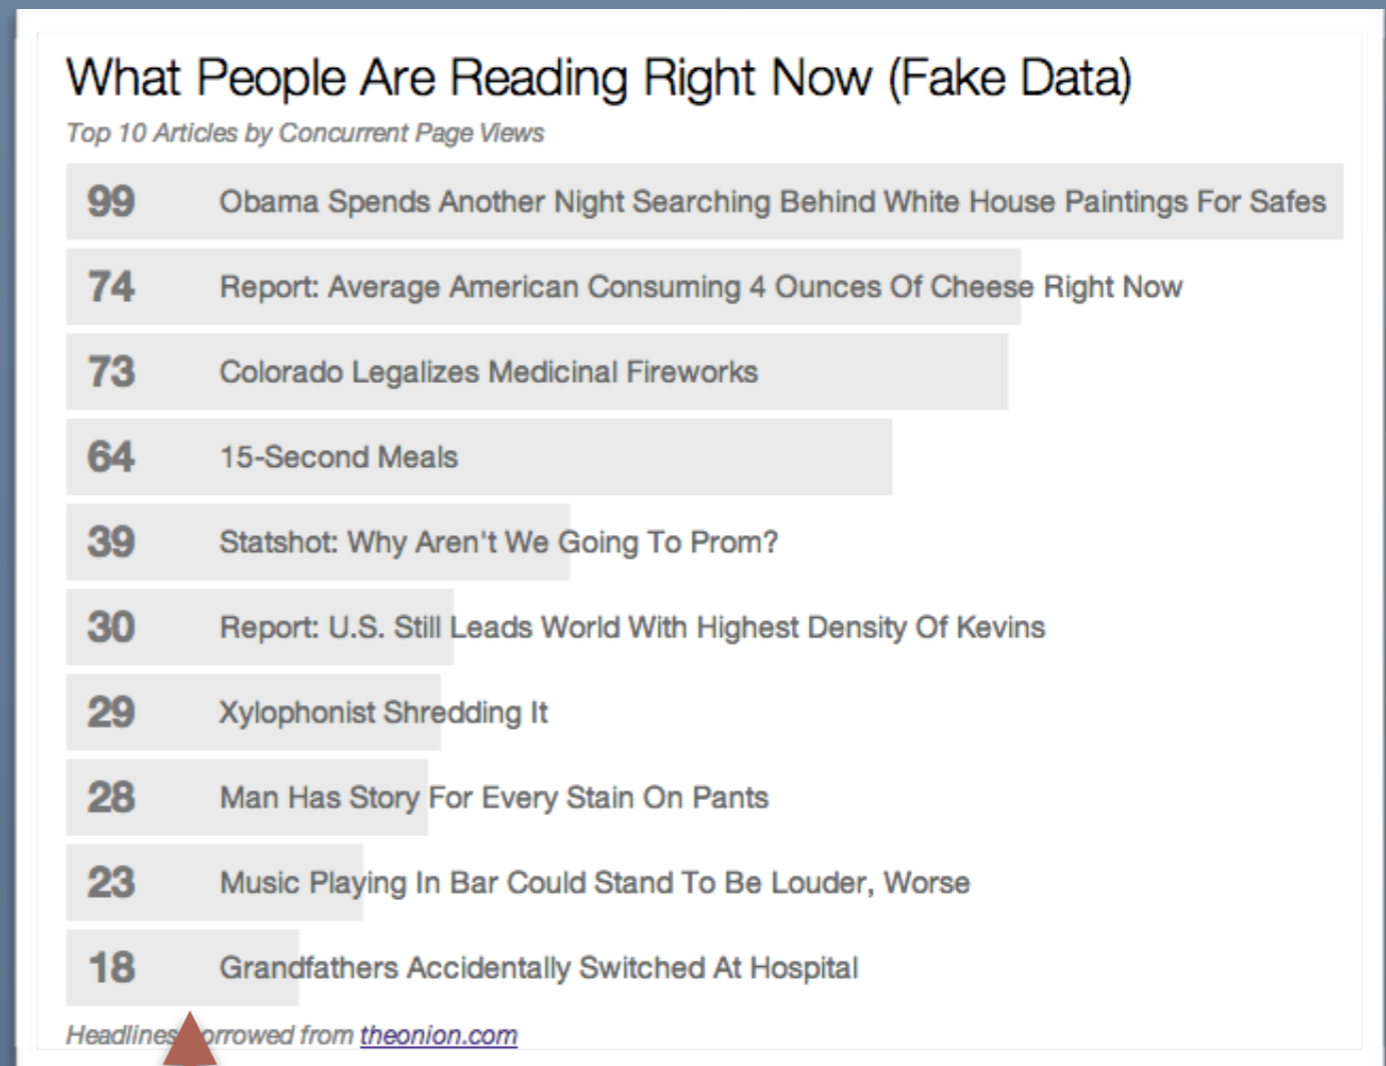 What People Are Reading Right Now (Fake Data)
Top 10 Articles by Concurrent Page Views
99 Obama Spends Another Night Searching Behind White House Paintings For Safes
74 Report: Average American Consuming 4 Ounces Of Cheese Right Now
73 Colorado Legalizes Medicinal Fireworks
64 15-Second Meals
39 Statshot: Why Aren't We Going To Prom?
30 Report: U.S. Still Leads World With Highest Density Of Kevins
29 Xylophonist Shredding It
28 Man Has Story For Every Stain On Pants
23 Music Playing In Bar Could Stand To Be Louder, Worse
18 Grandfathers Accidentally Switched At Hospital
Headlines orrowed from theonion.com